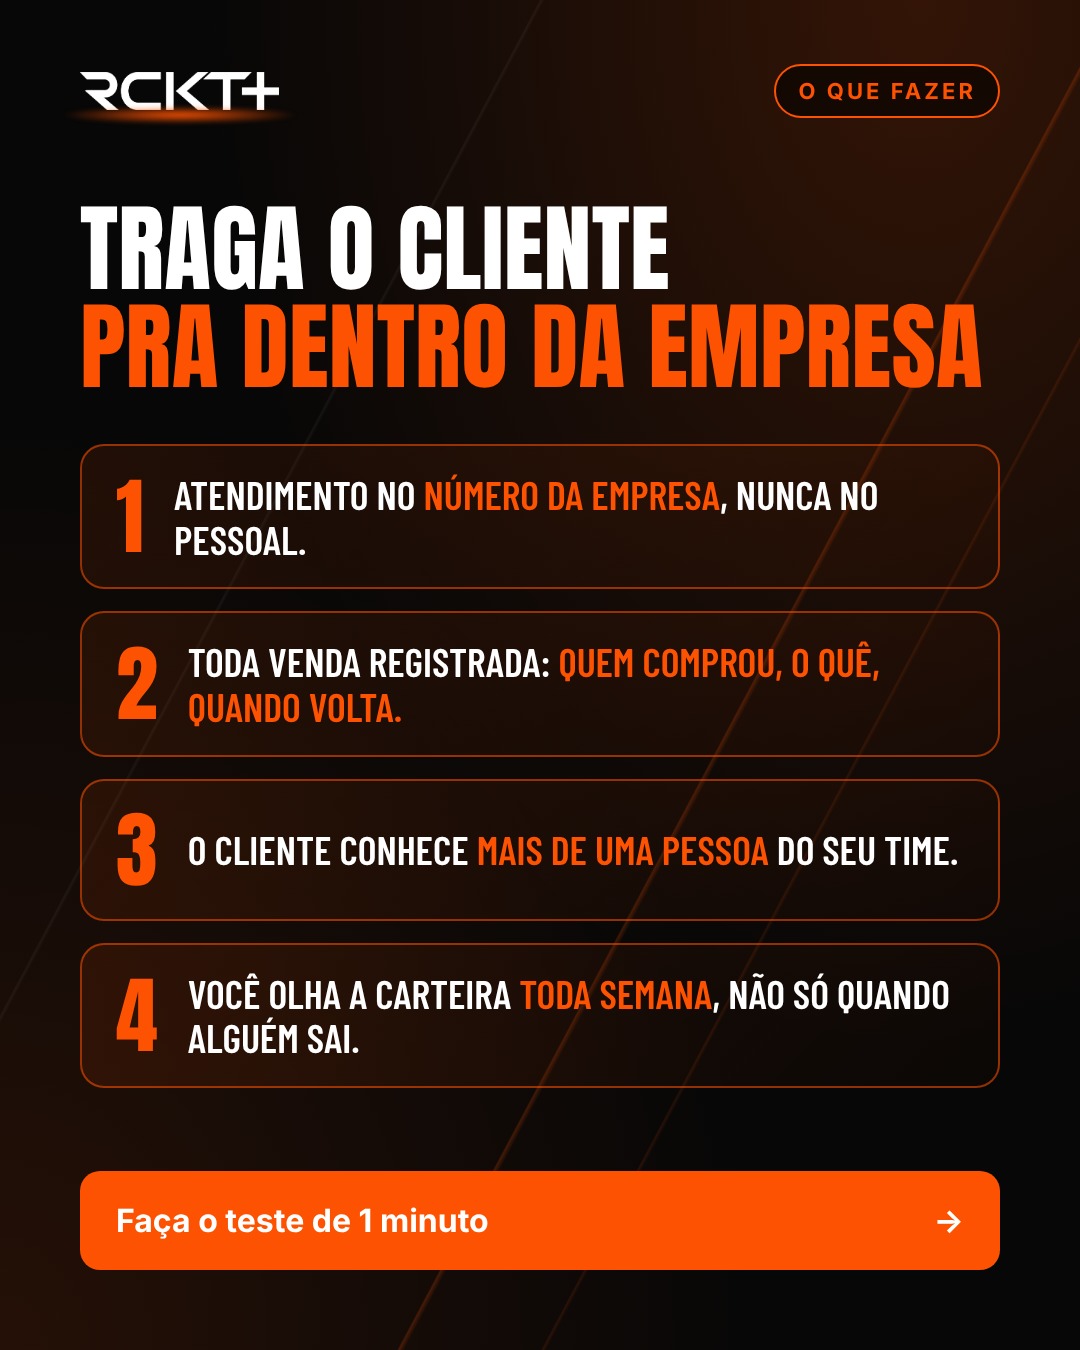 RCKT+
O QUE FAZER
TRAGA O CLIENTE
PRA DENTRO DA EMPRESA
1
ATENDIMENTO NO NÚMERO DA EMPRESA, NUNCA NO
PESSOAL.
2
TODA VENDA REGISTRADA: QUEM COMPROU, O QUÊ,
QUANDO VOLTA.
3
O CLIENTE CONHECE MAIS DE UMA PESSOA DO SEU TIME.
4
VOCÊ OLHA A CARTEIRA TODA SEMANA, NÃO SÓ QUANDO
ALGUÉM SAI.
Faça o teste de 1 minuto →